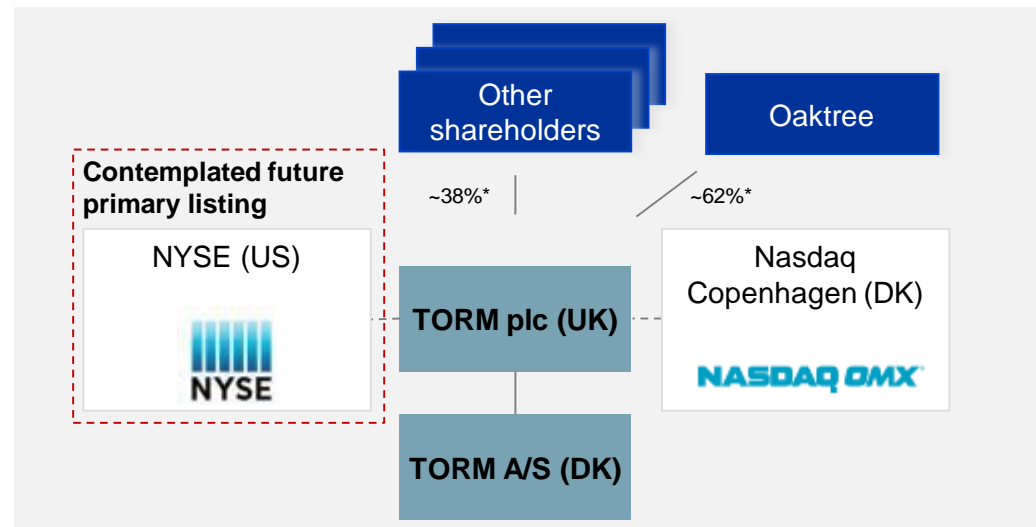 Other
shareholders
Oaktree
Contemplated future
primary listing
~38%*
~62%*
NYSE (US)
NYSE
TORM plc (UK)
Nasdaq
Copenhagen (DK)
NASDAQ OMX
TORM A/S (DK)